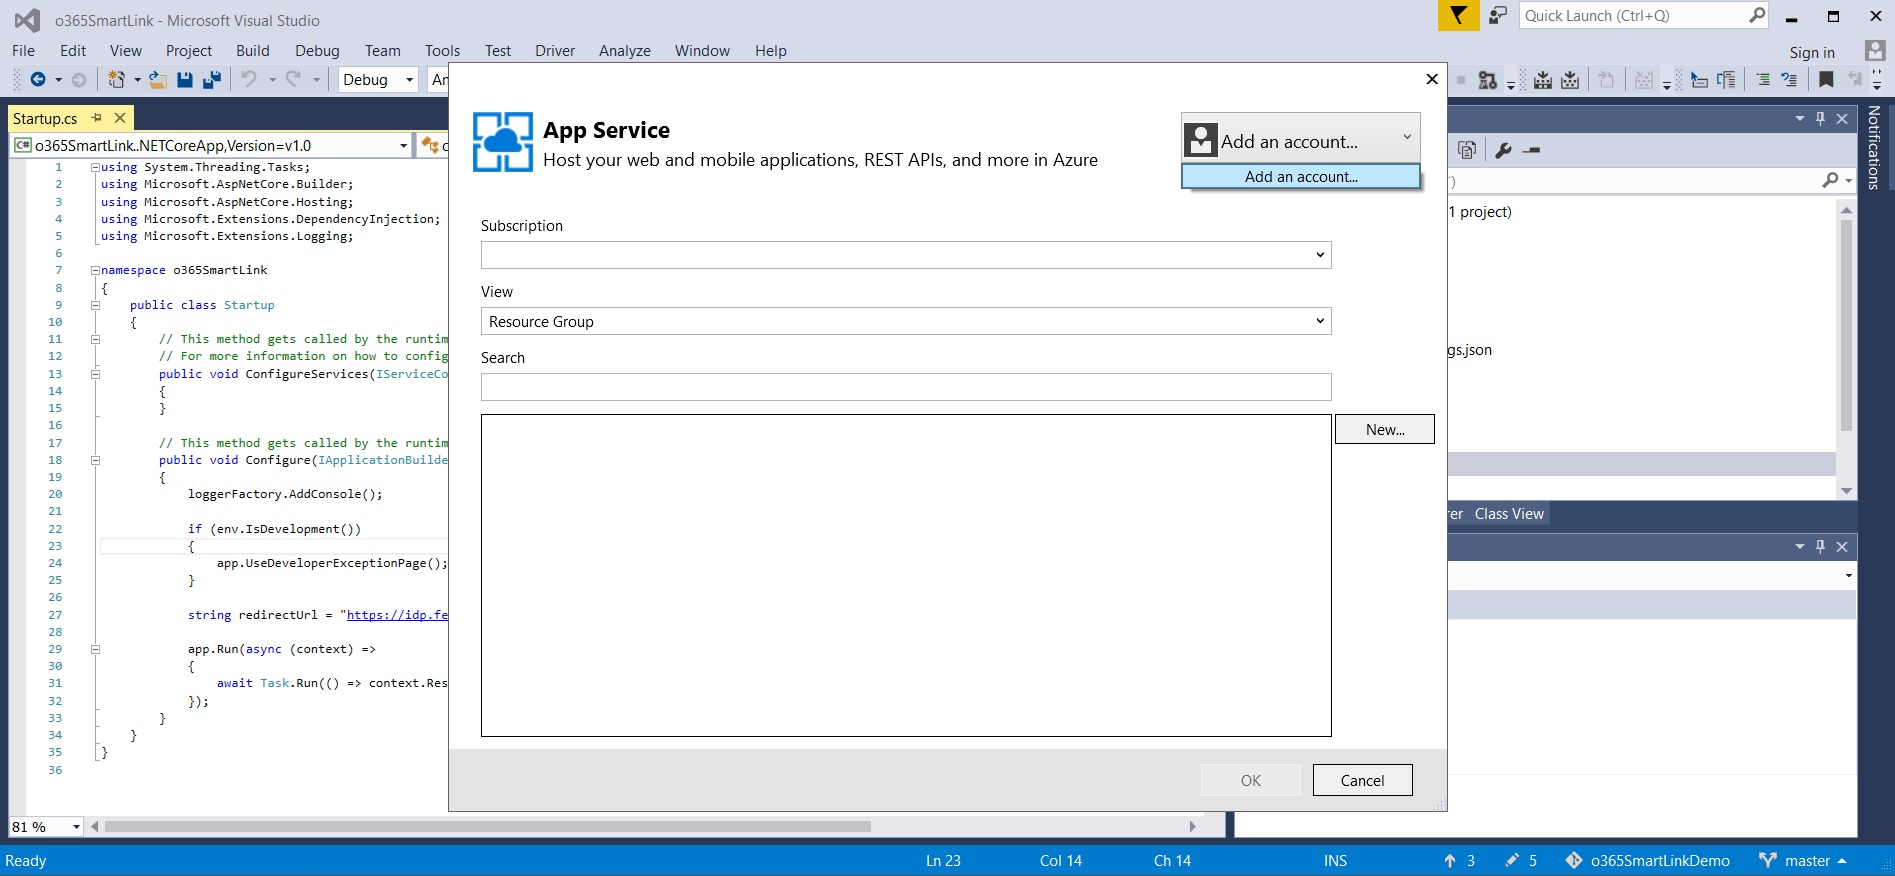 o365SmartLink - Microsoft Visual Studio
Quick Launch (Ctrl+Q)
File Edit View Project Build Debug Team Tools Test Driver Analyze Window Help
Sign in
Debug
Startup.cs
C# o365SmartLink..NETCoreApp,Version=v1.0
1 using System.Threading.Tasks;
2 using Microsoft.AspNetCore.Builder;
3 using Microsoft.AspNetCore.Hosting;
4 using Microsoft.Extensions.DependencyInjection;
5 using Microsoft.Extensions.Logging;
6
7 namespace o365SmartLink
8 {
9 public class Startup
10 {
11 // This method gets called by the runtim
12 // For more information on how to config
13 public void ConfigureServices(IServiceCo
14 {
15 }
16
17 // This method gets called by the runtim
18 public void Configure(IApplicationBuilde
19 {
20 loggerFactory.AddConsole();
21
22 if (env.IsDevelopment())
23 {
24 app.UseDeveloperExceptionPage();
25 }
26
27 string redirectUrl = "https://idp.fe
28
29 app.Run(async (context) =>
30 {
31 await Task.Run(() => context.Res
32 });
33 }
34 }
35 }
36
81 %
App Service
Host your web and mobile applications, REST APIs, and more in Azure
Add an account...
Add an account...
Subscription
View
Resource Group
Search
New...
OK
Cancel
Notifications
1 project)
gs.json
rer Class View
Ready
Ln 23 Col 14 Ch 14 INS
3 5 o365SmartLinkDemo master